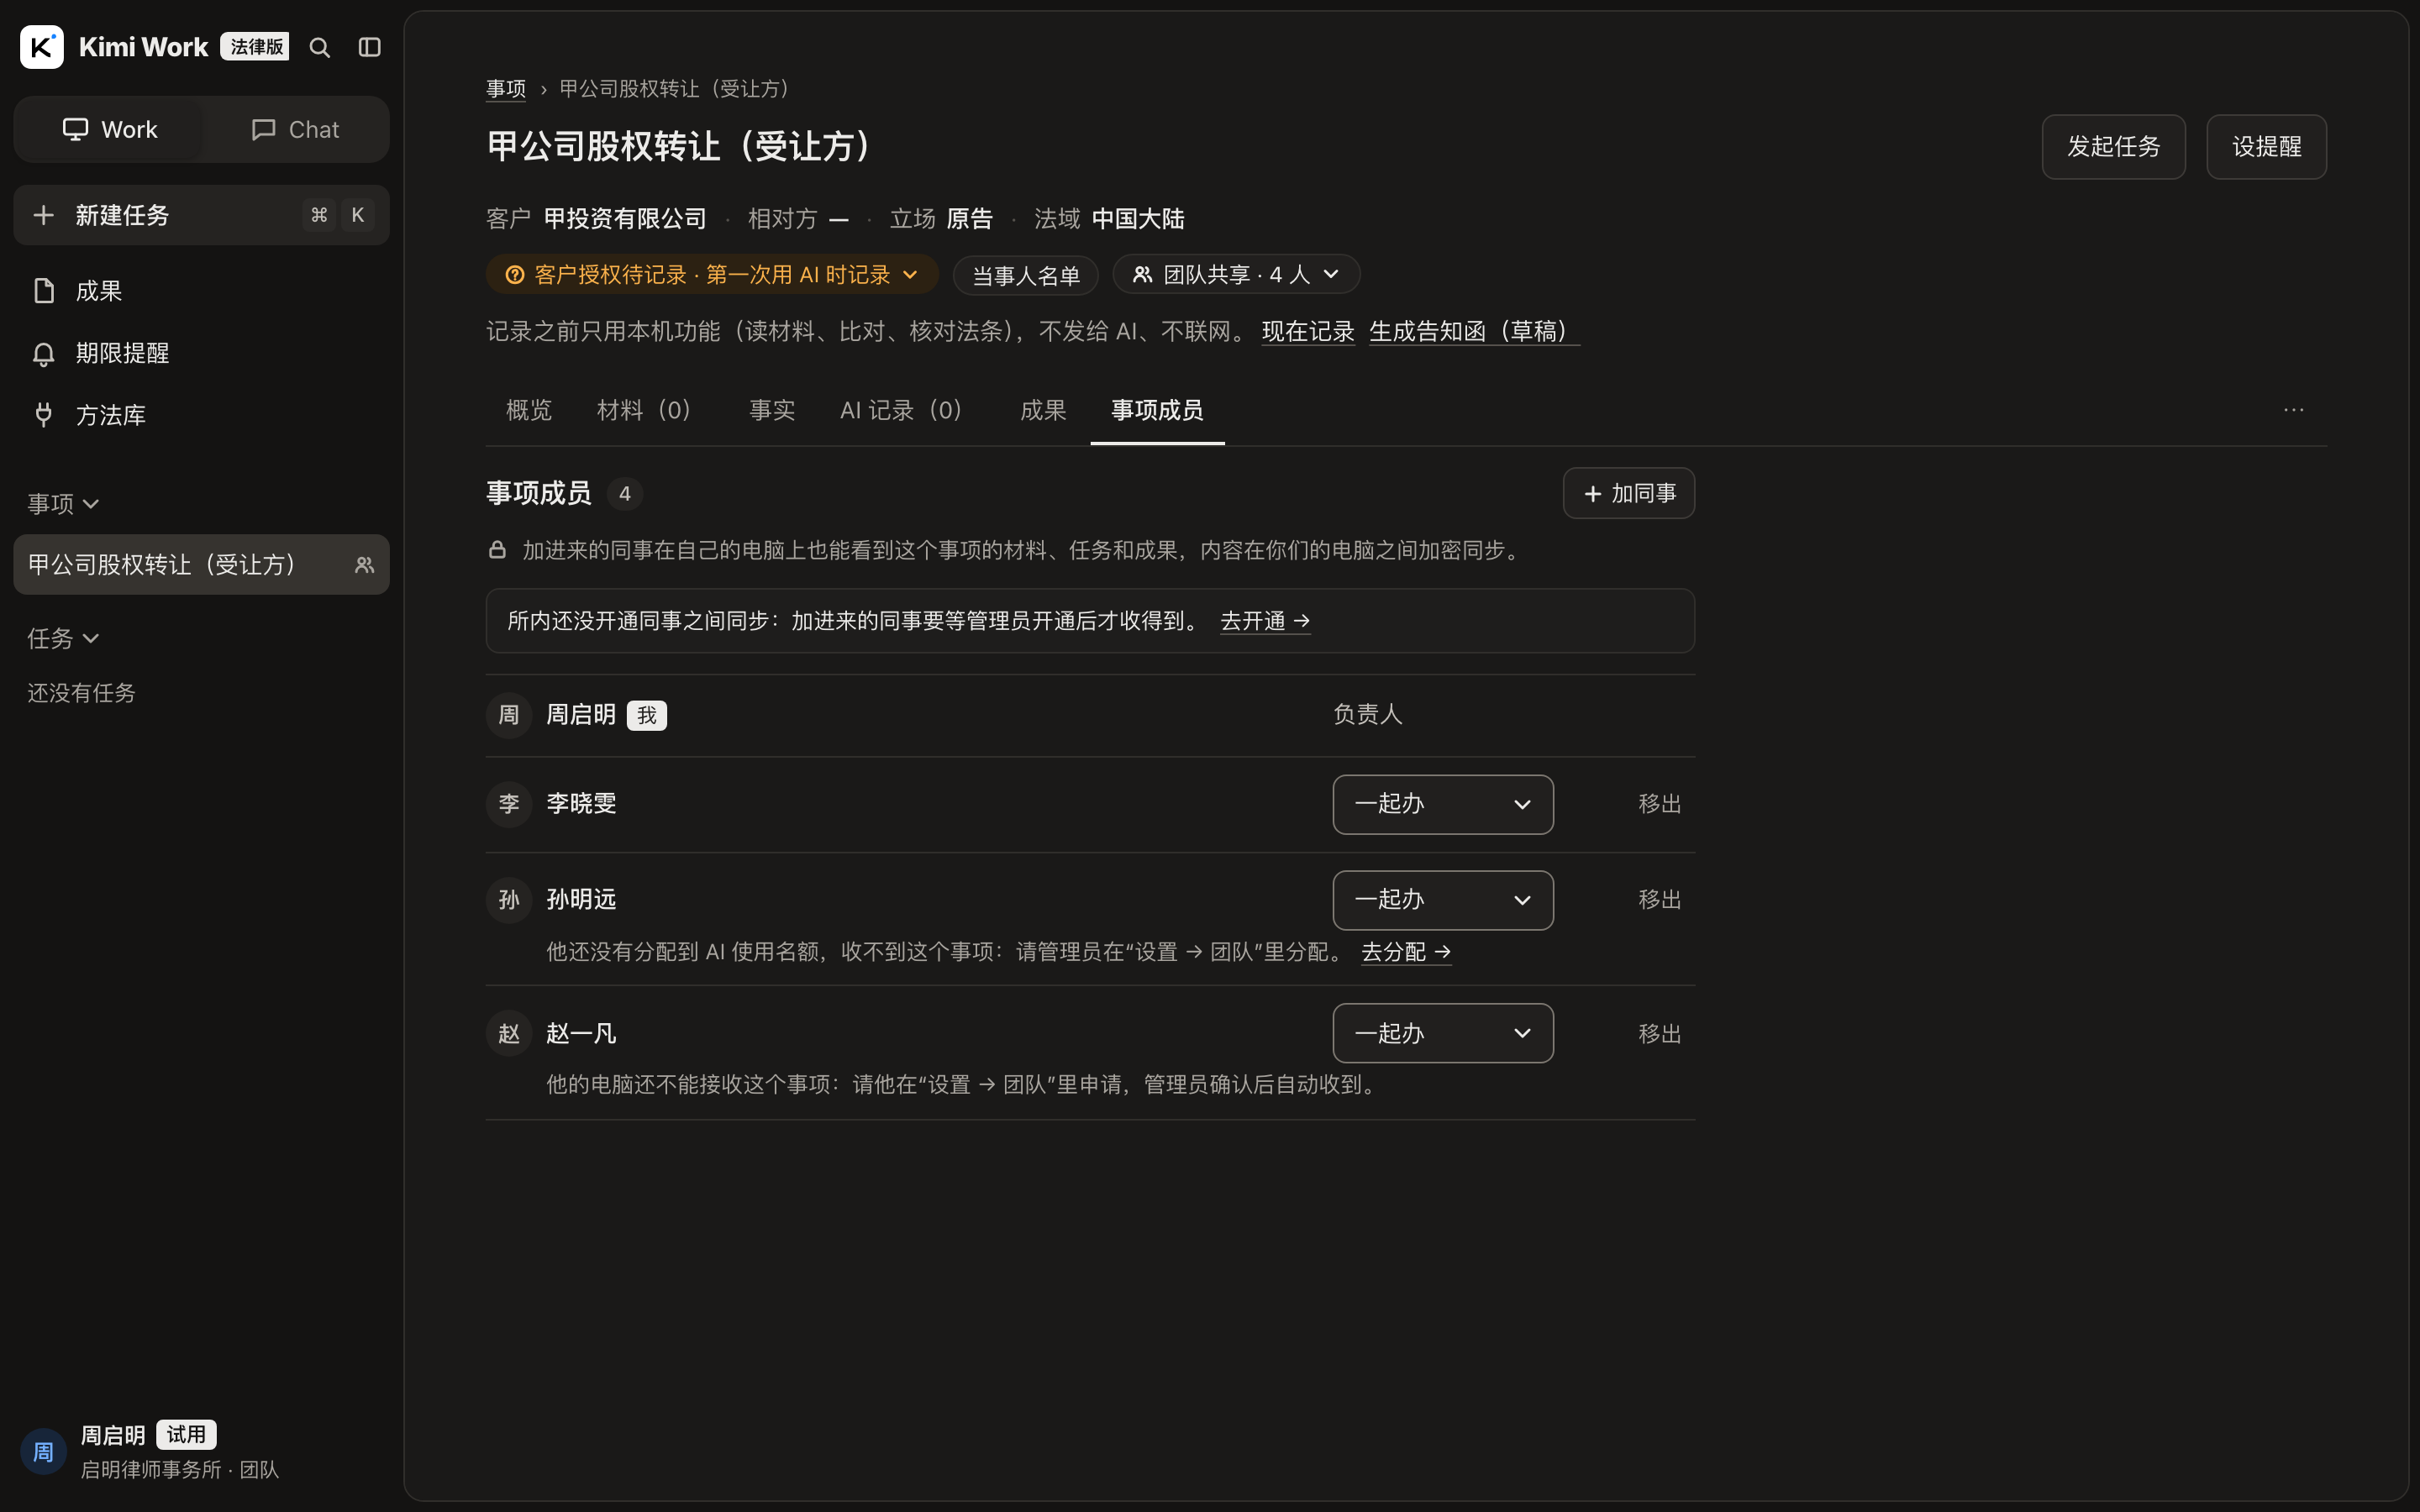 Kimi Work 法律版
Work
Chat
新建任务 ⌘ K
成果
期限提醒
方法库
事项
甲公司股权转让（受让方）
任务
还没有任务
周 周启明 试用
启明律师事务所 · 团队
事项 › 甲公司股权转让（受让方）
甲公司股权转让（受让方）
发起任务
设提醒
客户 甲投资有限公司 · 相对方 — · 立场 原告 · 法域 中国大陆
客户授权待记录 · 第一次用 AI 时记录
当事人名单
团队共享 · 4 人
记录之前只用本机功能（读材料、比对、核对法条），不发给 AI、不联网。 现在记录 生成告知函（草稿）
概览 材料（0） 事实 AI 记录（0） 成果 事项成员 ···
事项成员 4
+ 加同事
加进来的同事在自己的电脑上也能看到这个事项的材料、任务和成果，内容在你们的电脑之间加密同步。
所内还没开通同事之间同步：加进来的同事要等管理员开通后才收得到。 去开通 →
周 周启明 我 负责人
李 李晓雯 一起办 移出
孙 孙明远 一起办 移出
他还没有分配到 AI 使用名额，收不到这个事项：请管理员在“设置 → 团队”里分配。 去分配 →
赵 赵一凡 一起办 移出
他的电脑还不能接收这个事项：请他在“设置 → 团队”里申请，管理员确认后自动收到。